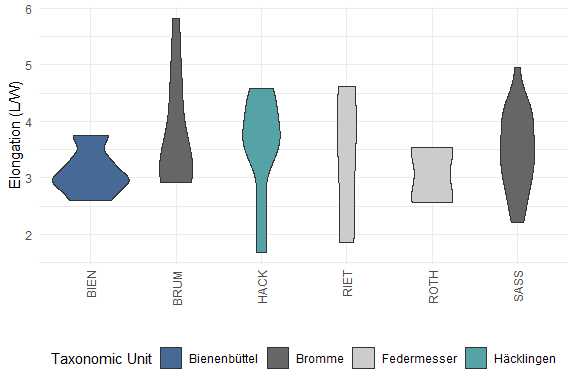 Elongation (L/W)
6
5
4
3
2
BIEN
BRUM
HACK
RIET
ROTH
SASS
Taxonomic Unit Bienenbüttel Bromme Federmesser Häcklingen